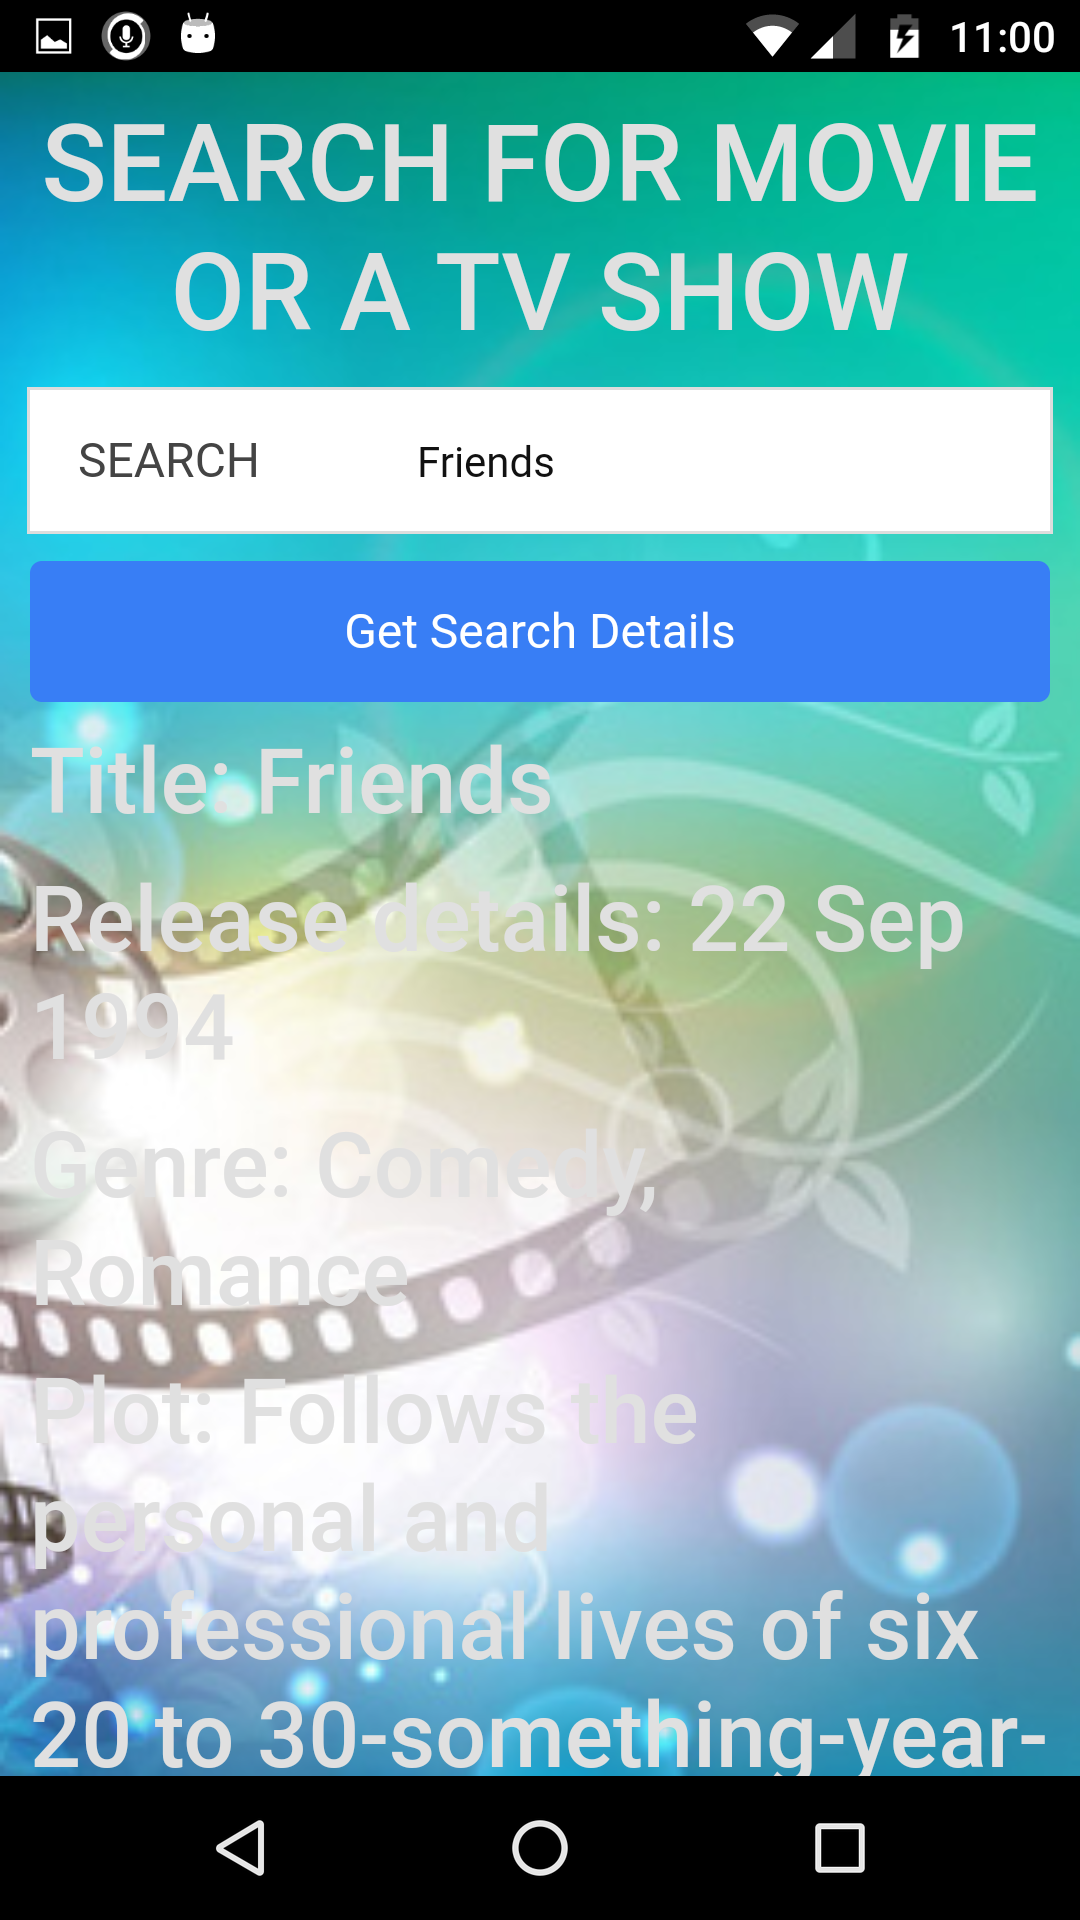 11:00
SEARCH FOR MOVIE
OR A TV SHOW
SEARCH Friends
Get Search Details
Title: Friends
Release details: 22 Sep
1994
Genre: Comedy,
Romance
Plot: Follows the
personal and
professional lives of six
20 to 30-something-year-